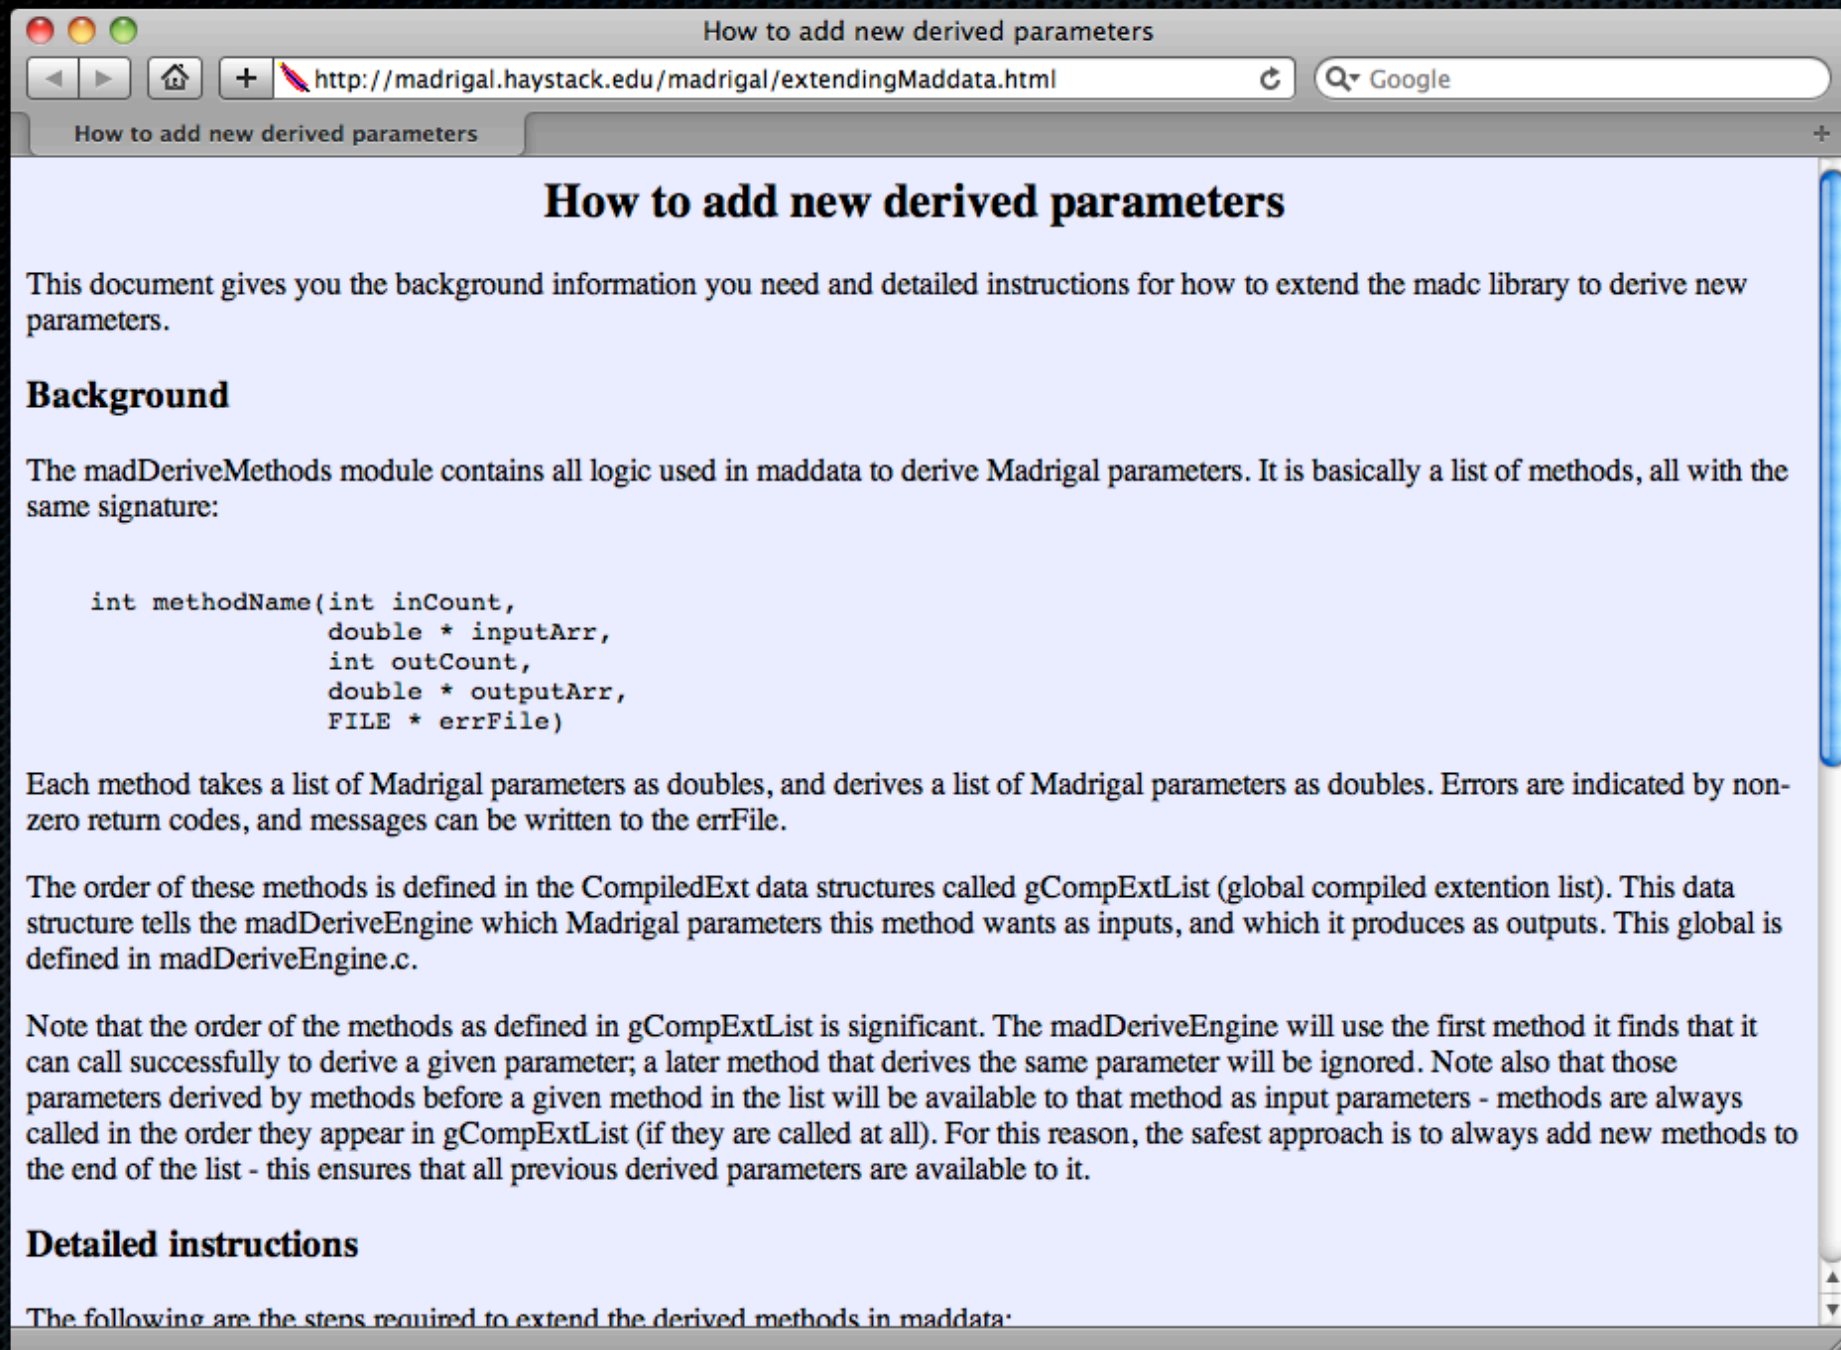 How to add new derived parameters
http://madrigal.haystack.edu/madrigal/extendingMaddata.html
Google
How to add new derived parameters
How to add new derived parameters
This document gives you the background information you need and detailed instructions for how to extend the madc library to derive new
parameters.
Background
The madDeriveMethods module contains all logic used in maddata to derive Madrigal parameters. It is basically a list of methods, all with the
same signature:
int methodName(int inCount,
double * inputArr,
int outCount,
double * outputArr,
FILE * errFile)
Each method takes a list of Madrigal parameters as doubles, and derives a list of Madrigal parameters as doubles. Errors are indicated by non-
zero return codes, and messages can be written to the errFile.
The order of these methods is defined in the CompiledExt data structures called gCompExtList (global compiled extention list). This data
structure tells the madDeriveEngine which Madrigal parameters this method wants as inputs, and which it produces as outputs. This global is
defined in madDeriveEngine.c.
Note that the order of the methods as defined in gCompExtList is significant. The madDeriveEngine will use the first method it finds that it
can call successfully to derive a given parameter; a later method that derives the same parameter will be ignored. Note also that those
parameters derived by methods before a given method in the list will be available to that method as input parameters - methods are always
called in the order they appear in gCompExtList (if they are called at all). For this reason, the safest approach is to always add new methods to
the end of the list - this ensures that all previous derived parameters are available to it.
Detailed instructions
The following are the steps required to extend the derived methods in maddata: